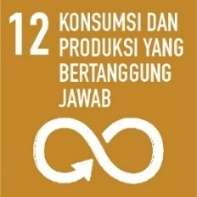 12 KONSUMSI DAN
PRODUKSI YANG
BERTANGGUNG
JAWAB